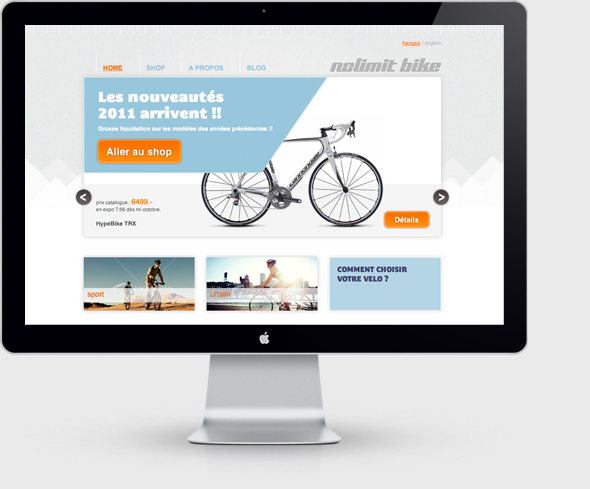 français / anglais
HOME SHOP A PROPOS BLOG
nolimit bike
Les nouveautés
2011 arrivent !!
Grosse liquidation sur les modèles des années précédentes !!
Aller au shop
cannondale
prix catalogue : 6499.-
en expo 7:56 dès mi-octobre.
HypeBike TRX
Détails
sport
urbain
COMMENT CHOISIR
VOTRE VELO ?